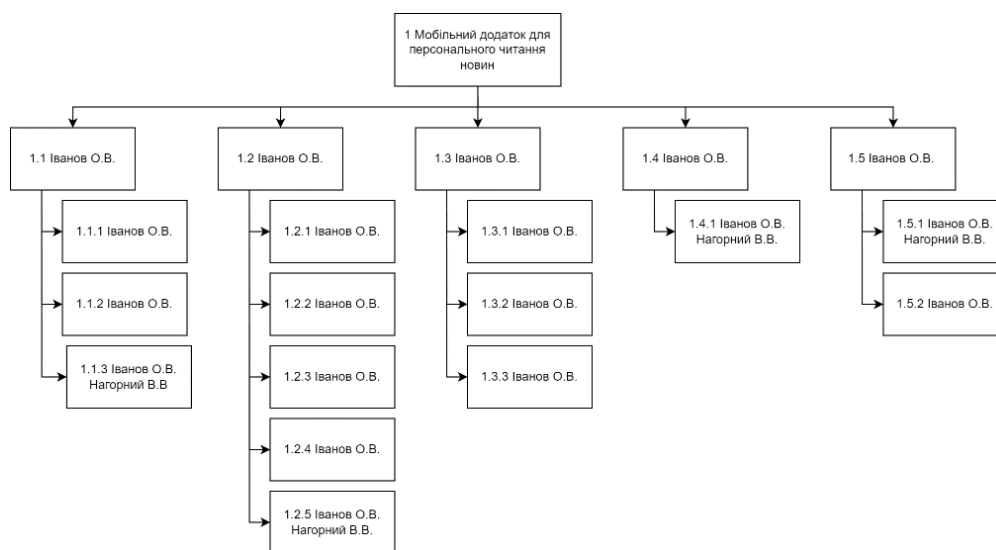 1 Мобільний додаток для
персонального читання
новин
1.1 Іванов О.В.
1.2 Іванов О.В.
1.3 Іванов О.В.
1.4 Іванов О.В.
1.5 Іванов О.В.
1.1.1 Іванов О.В.
1.2.1 Іванов О.В.
1.3.1 Іванов О.В.
1.4.1 Іванов О.В.
Нагорний В.В.
1.5.1 Іванов О.В.
Нагорний В.В.
1.1.2 Іванов О.В.
1.2.2 Іванов О.В.
1.3.2 Іванов О.В.
1.5.2 Іванов О.В.
1.1.3 Іванов О.В.
Нагорний В.В
1.2.3 Іванов О.В.
1.3.3 Іванов О.В.
1.2.4 Іванов О.В.
1.2.5 Іванов О.В.
Нагорний В.В.